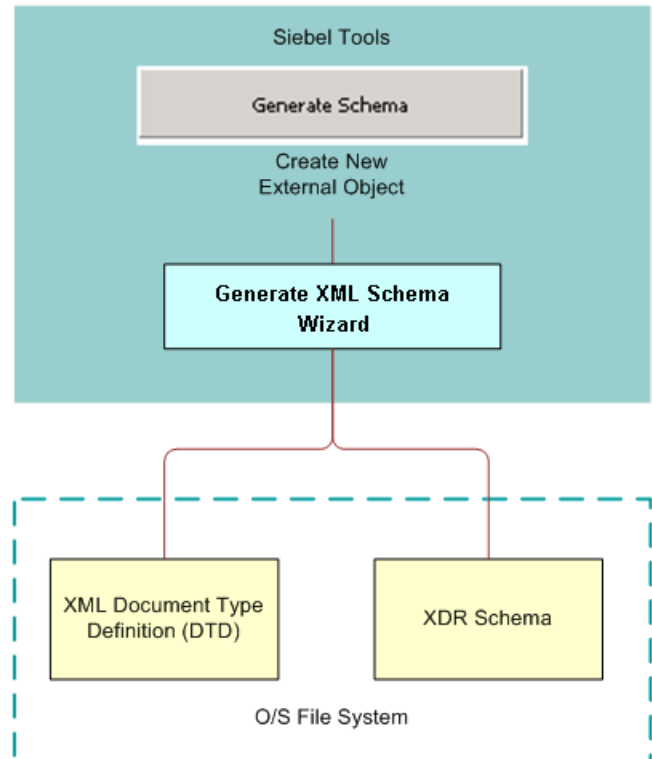 Siebel Tools
Generate Schema
Create New
External Object
Generate XML Schema
Wizard
XML Document Type
Definition (DTD)
XDR Schema
O/S File System